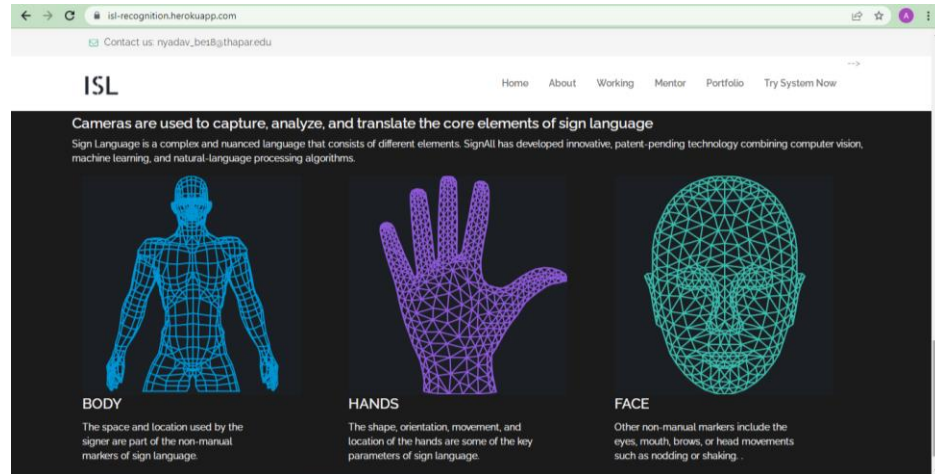 isl-recognition.herokuapp.com
A
Contact us: nyadav_be18@thapar.edu
-->
ISL
Home About Working Mentor Portfolio Try System Now
Cameras are used to capture, analyze, and translate the core elements of sign language
Sign Language is a complex and nuanced language that consists of different elements. SignAll has developed innovative, patent-pending technology combining computer vision,
machine learning, and natural-language processing algorithms.
BODY
The space and location used by the
signer are part of the non-manual
markers of sign language.
HANDS
The shape, orientation, movement, and
location of the hands are some of the key
parameters of sign language.
FACE
Other non-manual markers include the
eyes, mouth, brows, or head movements
such as nodding or shaking. .